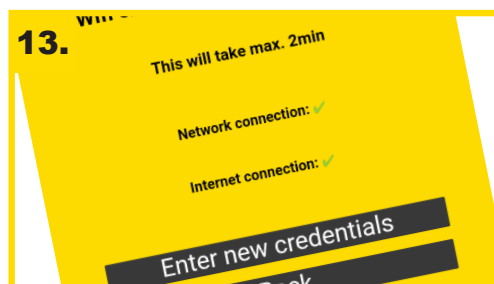 13.
This will take max. 2min
Network connection: ✓
Internet connection: ✓
Enter new credentials